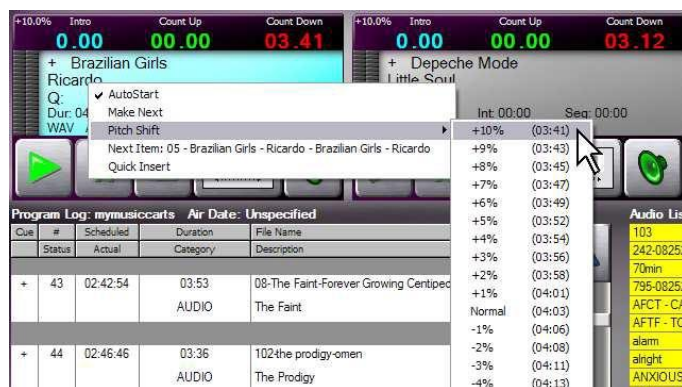 +10.0% Intro Count Up Count Down
0.00 00.00 03.41
+ Brazilian Girls
Ricardo
Q:
Dur: 04
WAV
+10.0% Intro Count Up Count Down
0.00 00.00 03.12
+ Depeche Mode
Little Soul
Int: 00:00 Seg: 00:00
AutoStart
Make Next
Pitch Shift
Next Item: 05 - Brazilian Girls - Ricardo - Brazilian Girls - Ricardo
Quick Insert
+10% (03:41)
+9% (03:43)
+8% (03:45)
+7% (03:47)
+6% (03:49)
+5% (03:52)
+4% (03:54)
+3% (03:56)
+2% (03:58)
+1% (04:01)
Normal (04:03)
-1% (04:06)
-2% (04:08)
-3% (04:11)
-4% (04:13)
Program Log: mymusiccarts Air Date: Unspecified
Cue # Scheduled Duration File Name
Status Actual Category Description
+ 43 02:42:54 03:53 08-The Faint-Forever Growing Centiped
AUDIO The Faint
+ 44 02:46:46 03:36 102-the prodigy-omen
AUDIO The Prodigy
Audio Lis
103
242-0825
70min
795-0825
AFCT - CA
AFTF - TO
alarm
alright
ANXIOUS